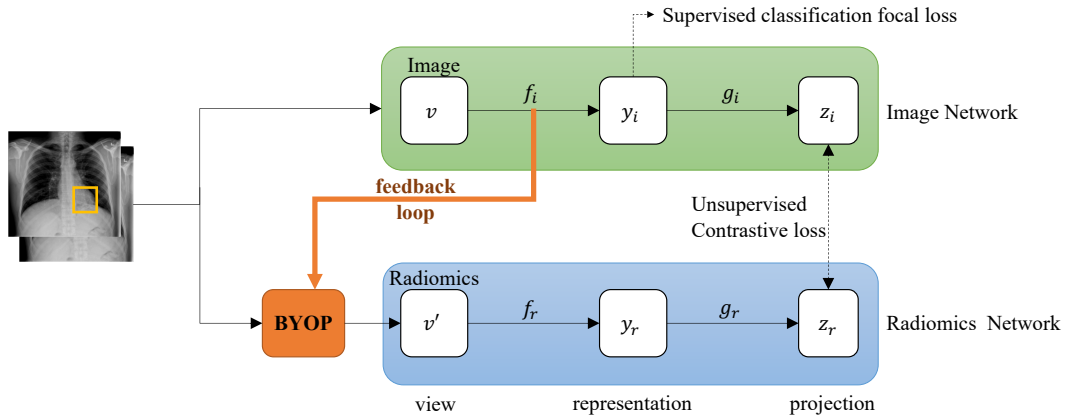 Supervised classification focal loss
Image
v
f_i
y_i
g_i
z_i
Image Network
feedback
loop
Unsupervised
Contrastive loss
Radiomics
BYOP
v′
f_r
y_r
g_r
z_r
Radiomics Network
view
representation
projection